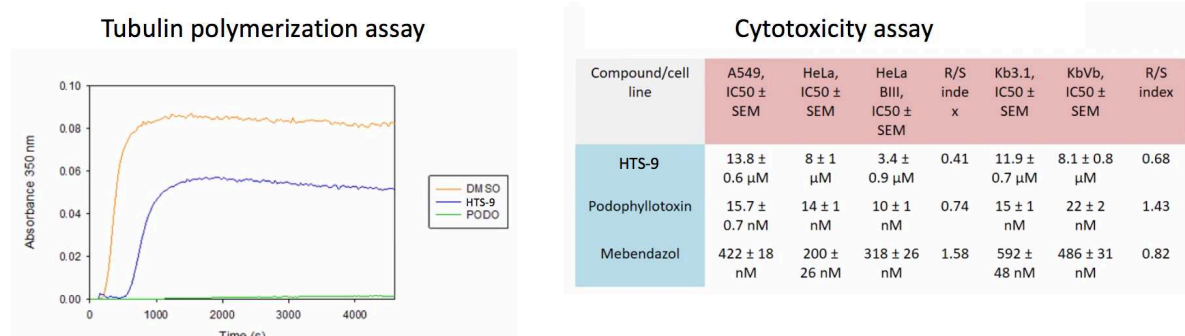 Tubulin polymerization assay
Cytotoxicity assay
0.10
0.08
0.06
0.04
0.02
0.00
Absorbance 350 nm
0
1000
2000
3000
4000
Time (s)
DMSO
HTS-9
PODO
Compound/cell
line
A549,
IC50 ±
SEM
HeLa,
IC50 ±
SEM
HeLa
BIII,
IC50 ±
SEM
R/S
inde
x
Kb3.1,
IC50 ±
SEM
KbVb,
IC50 ±
SEM
R/S
index
HTS-9
13.8 ±
0.6 μM
8 ± 1
μM
3.4 ±
0.9 μM
0.41
11.9 ±
0.7 μM
8.1 ± 0.8
μM
0.68
Podophyllotoxin
15.7 ±
0.7 nM
14 ± 1
nM
10 ± 1
nM
0.74
15 ± 1
nM
22 ± 2
nM
1.43
Mebendazol
422 ± 18
nM
200 ±
26 nM
318 ± 26
nM
1.58
592 ±
48 nM
486 ± 31
nM
0.82